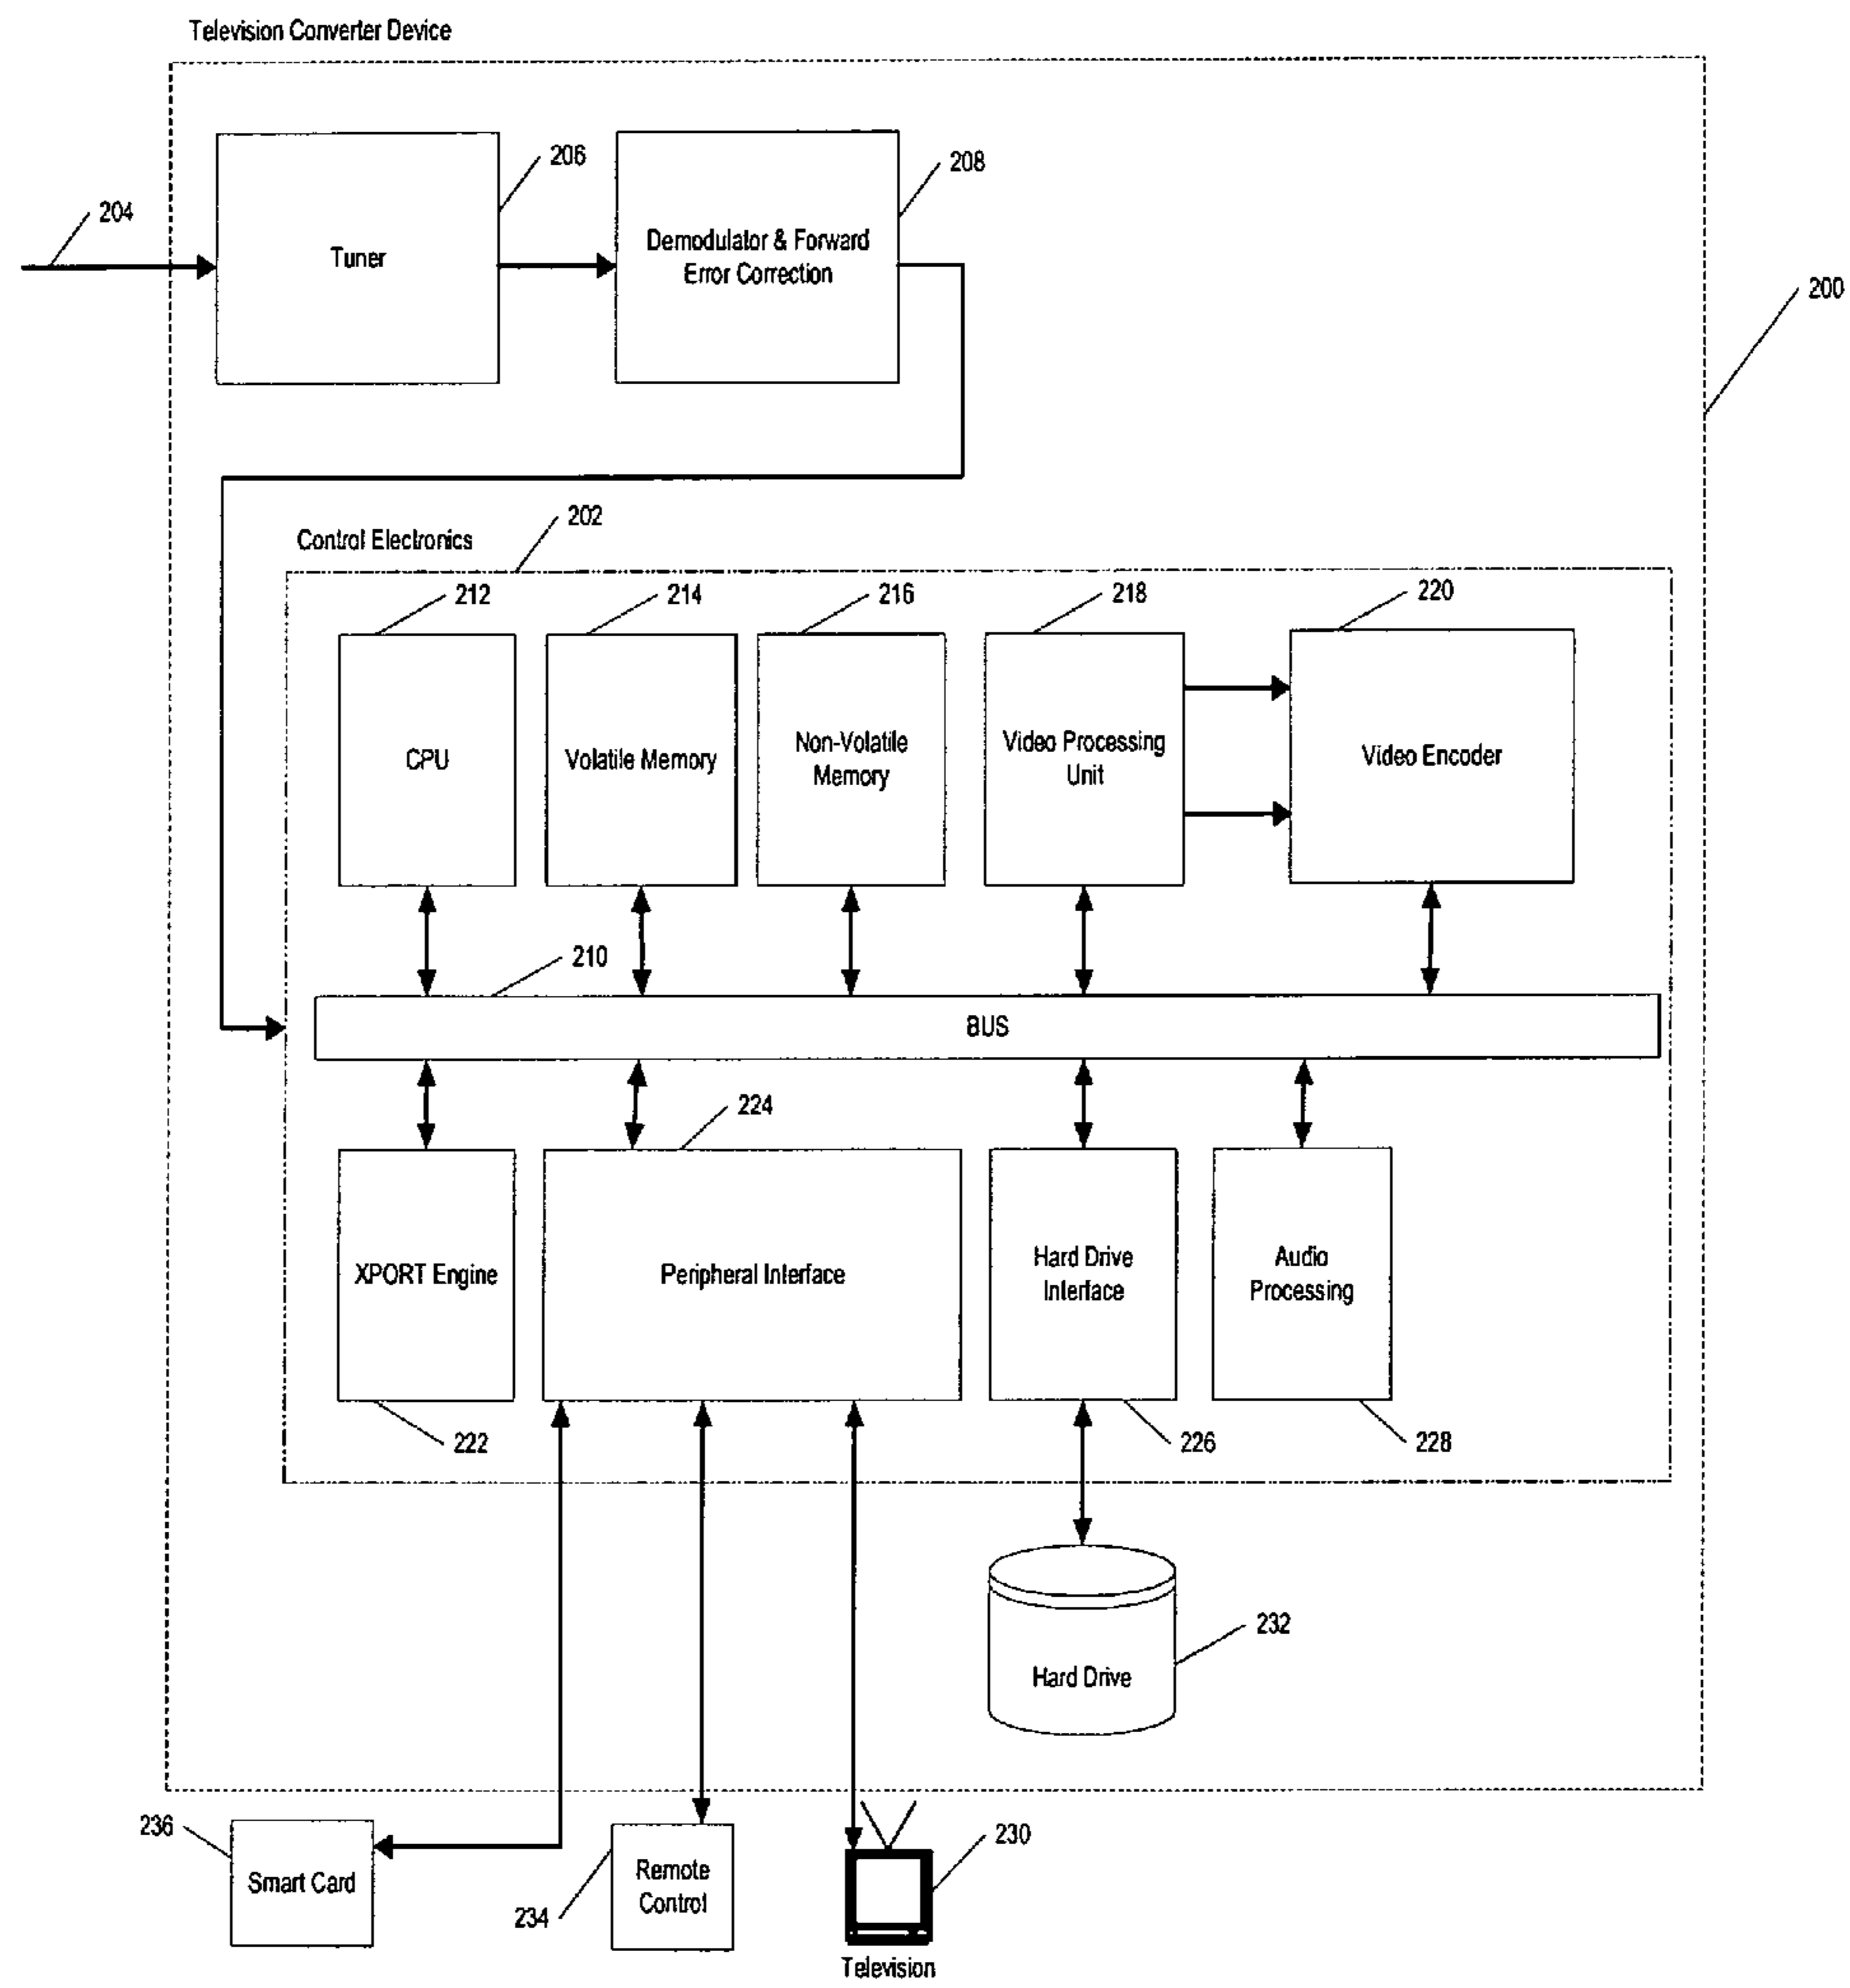 Television Converter Device
206
208
204
Tuner
Demodulator & Forward
Error Correction
200
202
Control Electronics
212
214
216
218
220
CPU
Volatile Memory
Non-Volatile
Memory
Video Processing
Unit
Video Encoder
210
BUS
224
XPORT Engine
Peripheral Interface
Hard Drive
Interface
Audio
Processing
222
226
228
232
Hard Drive
236
Smart Card
234
Remote
Control
230
Television